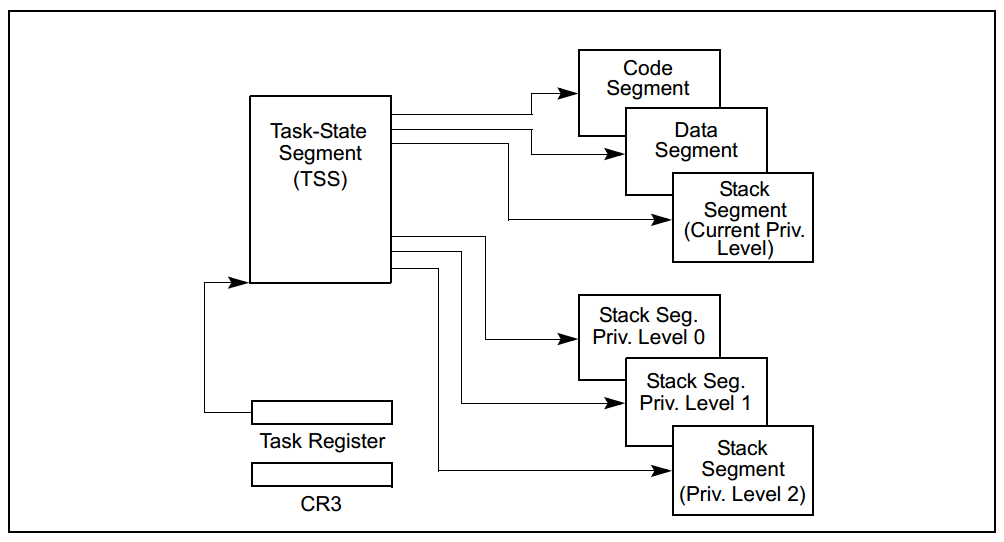 Code
Segment
Task-State
Segment
(TSS)
Data
Segment
Stack
Segment
(Current Priv.
Level)
Stack Seg.
Priv. Level 0
Stack Seg.
Priv. Level 1
Stack
Segment
(Priv. Level 2)
Task Register
CR3